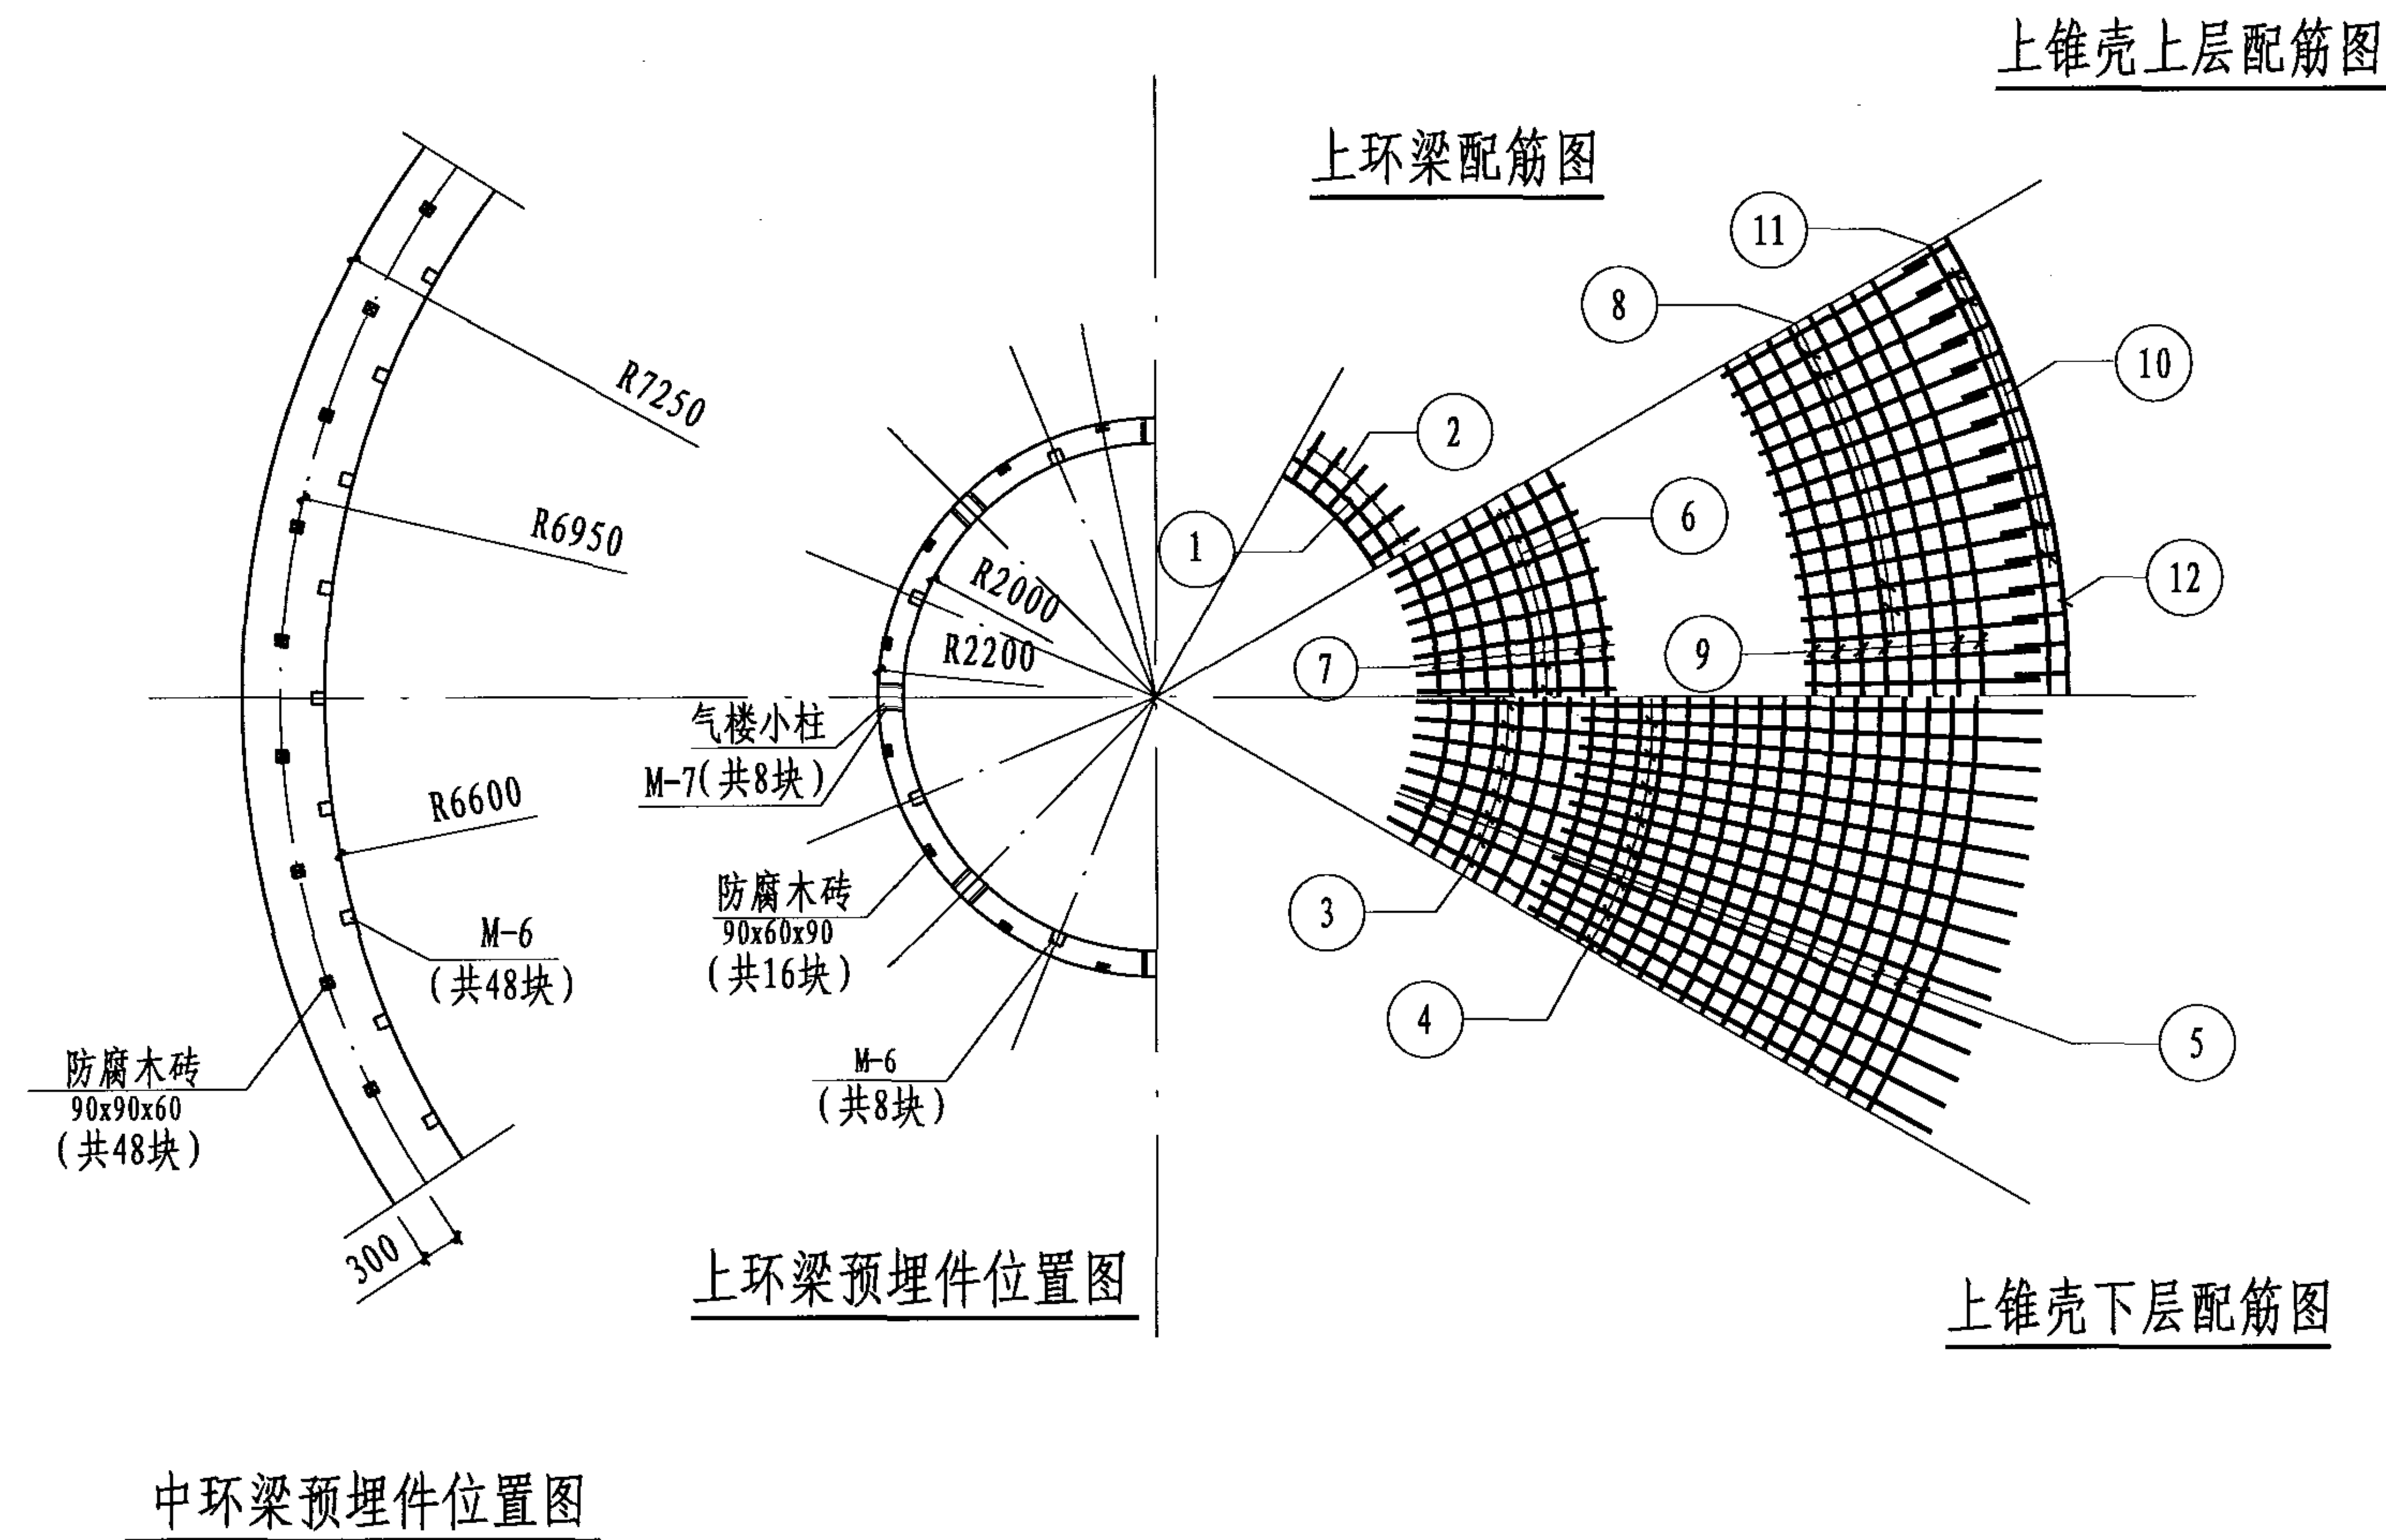 上锥壳上层配筋图
上环梁配筋图
11
8
10
2
6
1
12
7
9
3
4
5
R7250
R6950
R2000
R2200
气楼小柱
M-7(共8块)
R6600
M-6
(共48块)
防腐木砖
90x60x90
(共16块)
防腐木砖
90x90x60
(共48块)
M-6
(共8块)
300
上环梁预埋件位置图
上锥壳下层配筋图
中环梁预埋件位置图